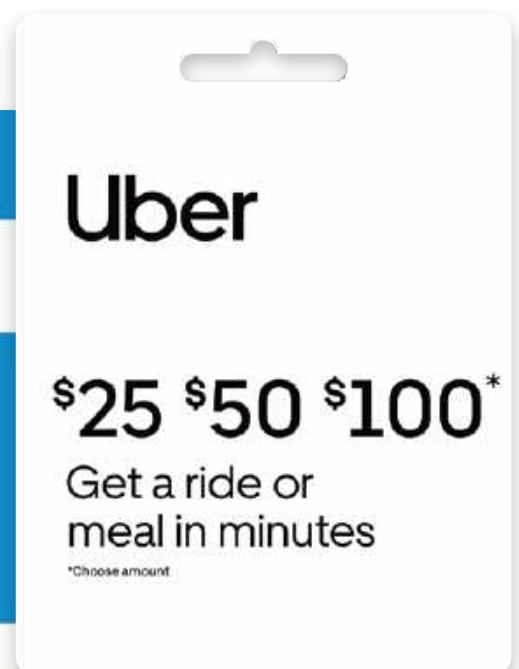 Uber
$25 $50 $100*
Get a ride or
meal in minutes
*Choose amount